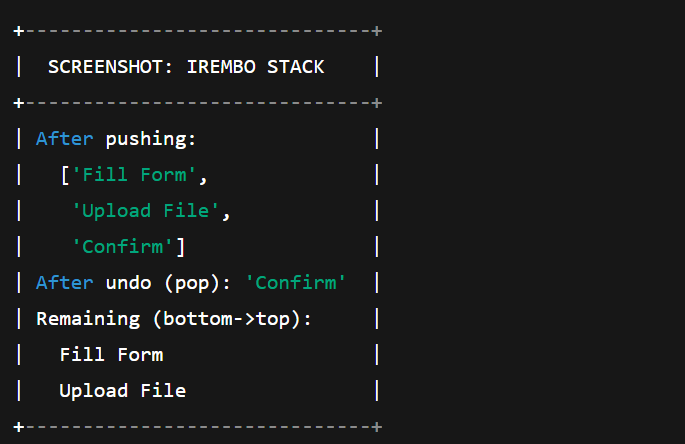 +------------------------------+
|  SCREENSHOT: IREMBO STACK    |
+------------------------------+
| After pushing:               |
|   ['Fill Form',              |
|    'Upload File',            |
|    'Confirm']                |
| After undo (pop): 'Confirm'  |
| Remaining (bottom->top):     |
|   Fill Form                  |
|   Upload File                |
+------------------------------+